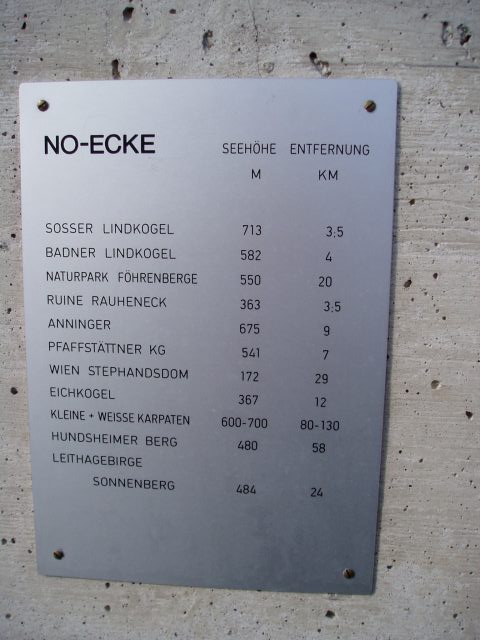 NO-ECKE SEEHÖHE ENTFERNUNG
M KM
SOSSER LINDKOGEL 713 3;5
BADNER LINDKOGEL 582 4
NATURPARK FÖHRENBERGE 550 20
RUINE RAUHENECK 363 3;5
ANNINGER 675 9
PFAFFSTÄTTNER KG 541 7
WIEN STEPHANDSDOM 172 29
EICHKOGEL 367 12
KLEINE + WEISSE KARPATEN 600-700 80-130
HUNDSHEIMER BERG 480 58
LEITHAGEBIRGE
SONNENBERG 484 24